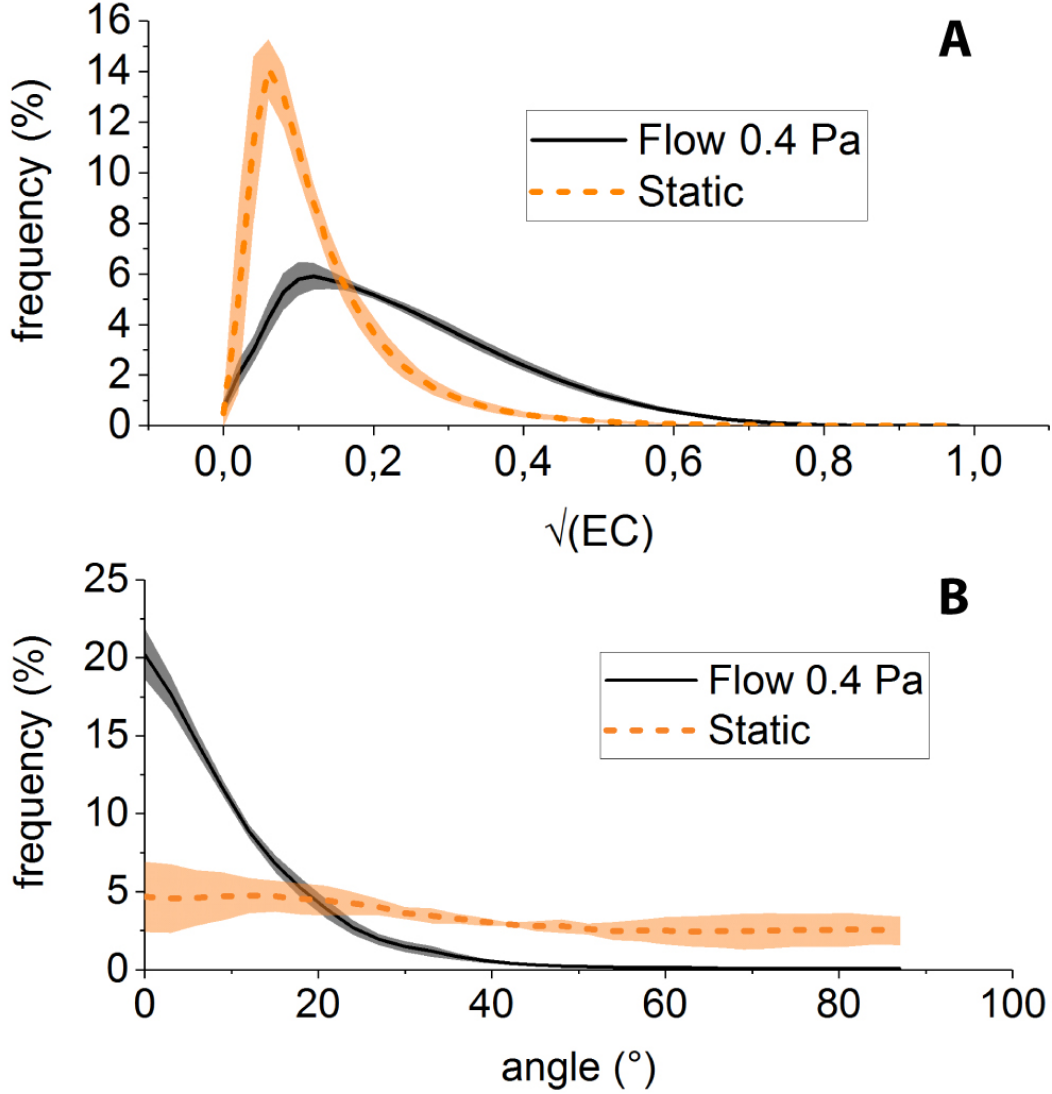 A
16
14
12
10
8
6
4
2
0
frequency (%)
Flow 0.4 Pa
Static
0,0 0,2 0,4 0,6 0,8 1,0
√(EC)
B
25
20
15
10
5
0
frequency (%)
Flow 0.4 Pa
Static
0 20 40 60 80 100
angle (°)